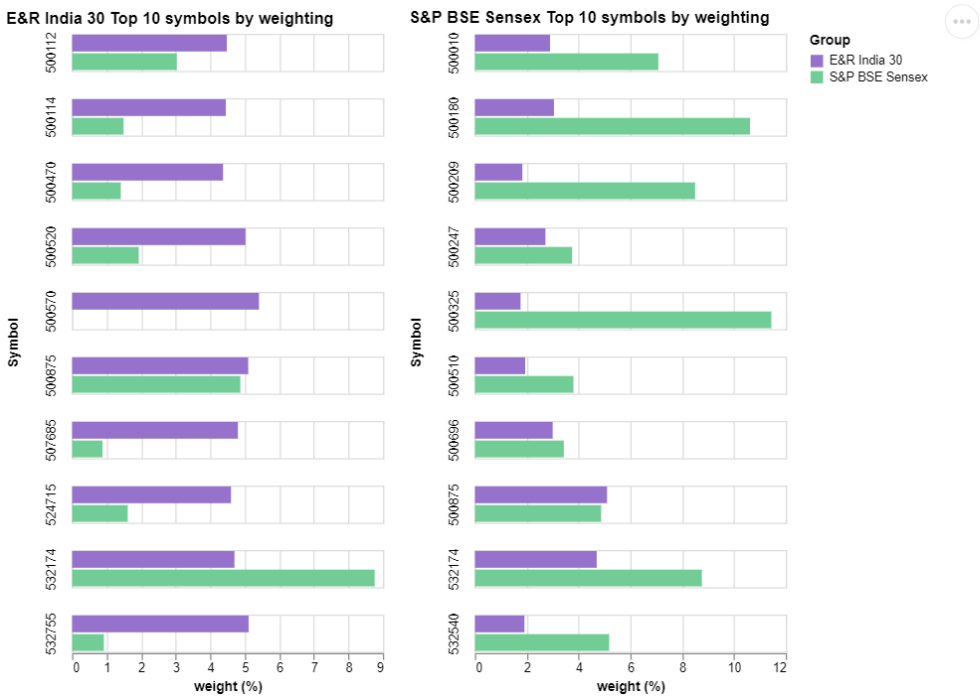 E&R India 30 Top 10 symbols by weighting
500112
500114
500470
500520
500570
500875
507685
524715
532174
532755
Symbol
0 1 2 3 4 5 6 7 8 9
weight (%)
S&P BSE Sensex Top 10 symbols by weighting
500010
500180
500209
500247
500325
500510
500696
500875
532174
532540
Symbol
0 2 4 6 8 10 12
weight (%)
Group
E&R India 30
S&P BSE Sensex